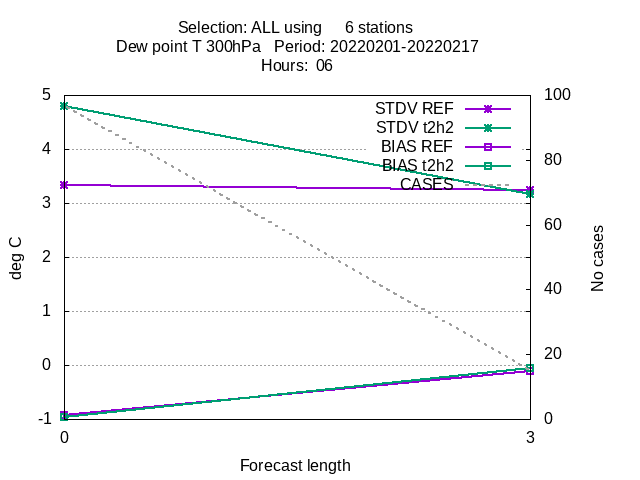 Selection: ALL using     6 stations
Dew point T 300hPa   Period: 20220201-20220217
Hours:  06
5
4
3
2
1
0
-1
100
80
60
40
20
0
STDV REF
STDV t2h2
BIAS REF
BIAS t2h2
CASES
deg C
No cases
0
3
Forecast length